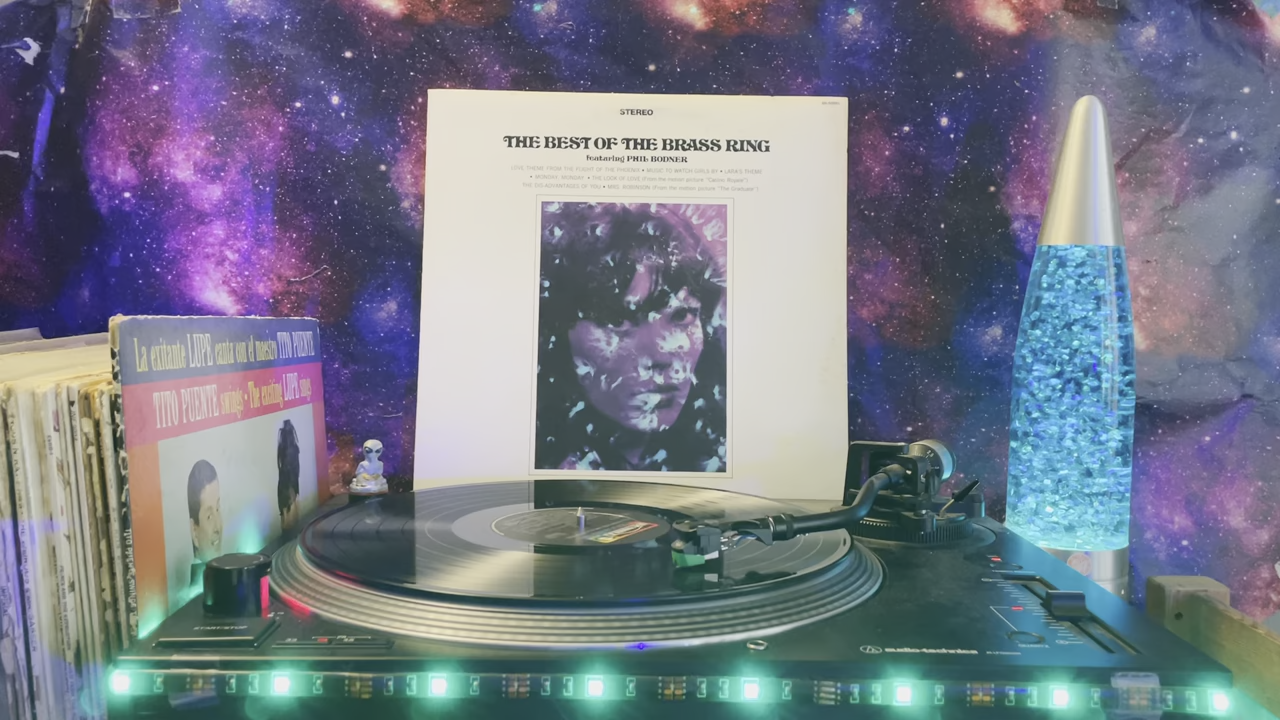 STEREO
THE BEST OF THE BRASS RING
featuring PHIL BODNER
LOVE THEME FROM THE FLIGHT OF THE PHOENIX • MUSIC TO WATCH GIRLS BY • LARA'S THEME
• MONDAY, MONDAY • THE LOOK OF LOVE (From the motion picture "Casino Royale")
THE DIS-ADVANTAGES OF YOU • MRS. ROBINSON (From the motion picture "The Graduate")
La exitante LUPE canta con el maestro TITO PUENTE
TITO PUENTE swings • The exciting LUPE sings
START/STOP
audio-technica